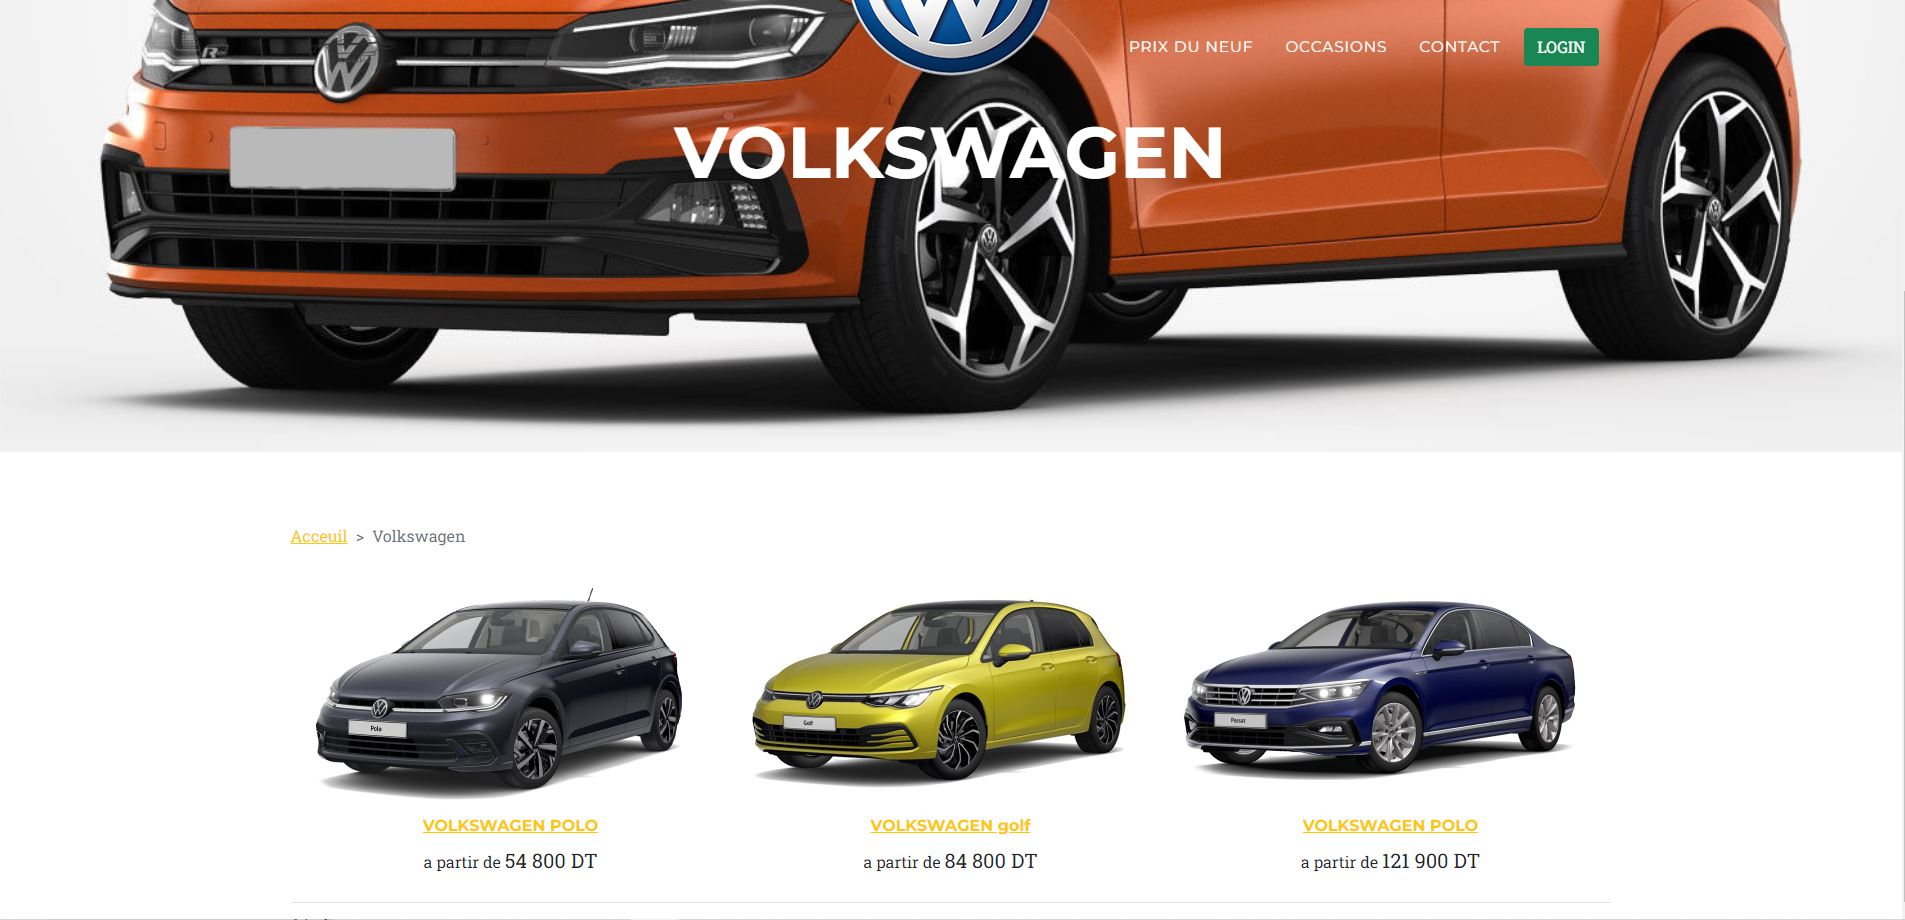 PRIX DU NEUF OCCASIONS CONTACT LOGIN
VOLKSWAGEN
Acceuil > Volkswagen
Polo
Golf
Passat
VOLKSWAGEN POLO
a partir de 54 800 DT
VOLKSWAGEN golf
a partir de 84 800 DT
VOLKSWAGEN POLO
a partir de 121 900 DT